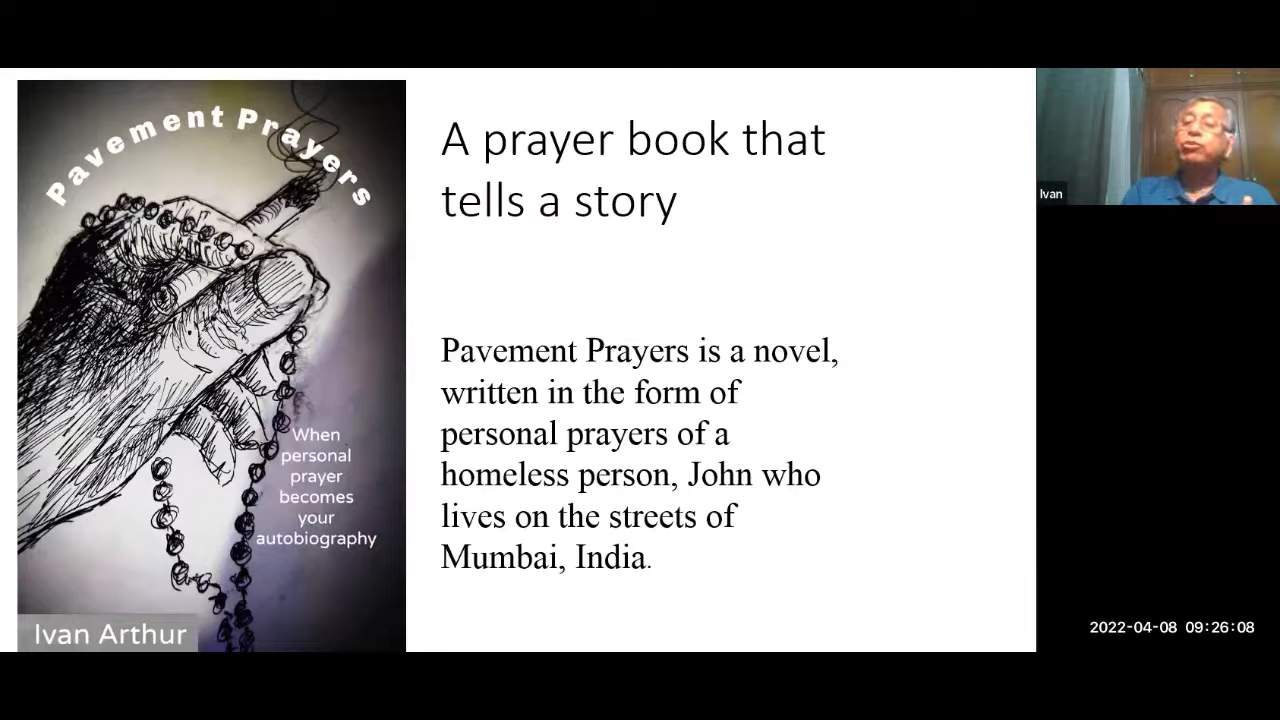 Pavement Prayers
When
personal
prayer
becomes
your
autobiography
Ivan Arthur
A prayer book that
tells a story
Pavement Prayers is a novel,
written in the form of
personal prayers of a
homeless person, John who
lives on the streets of
Mumbai, India.
Ivan
2022-04-08 09:26:08